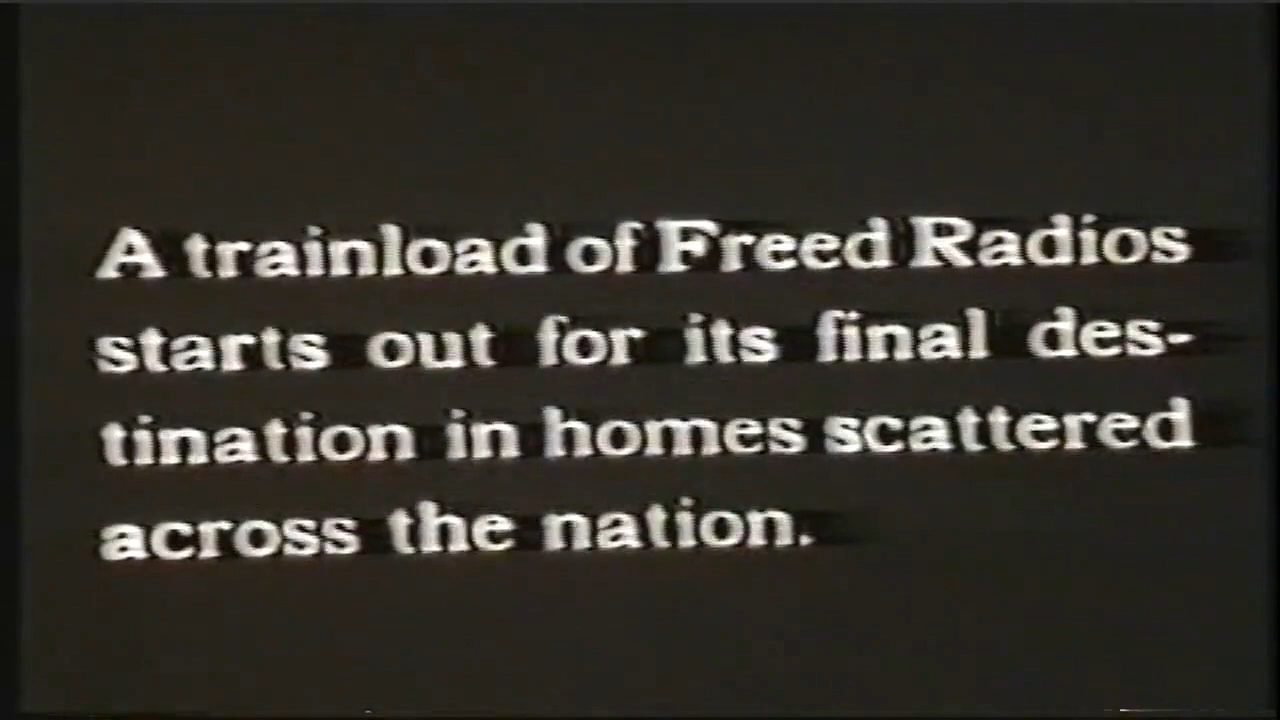 A trainload of Freed Radios
starts out for its final des-
tination in homes scattered
across the nation.